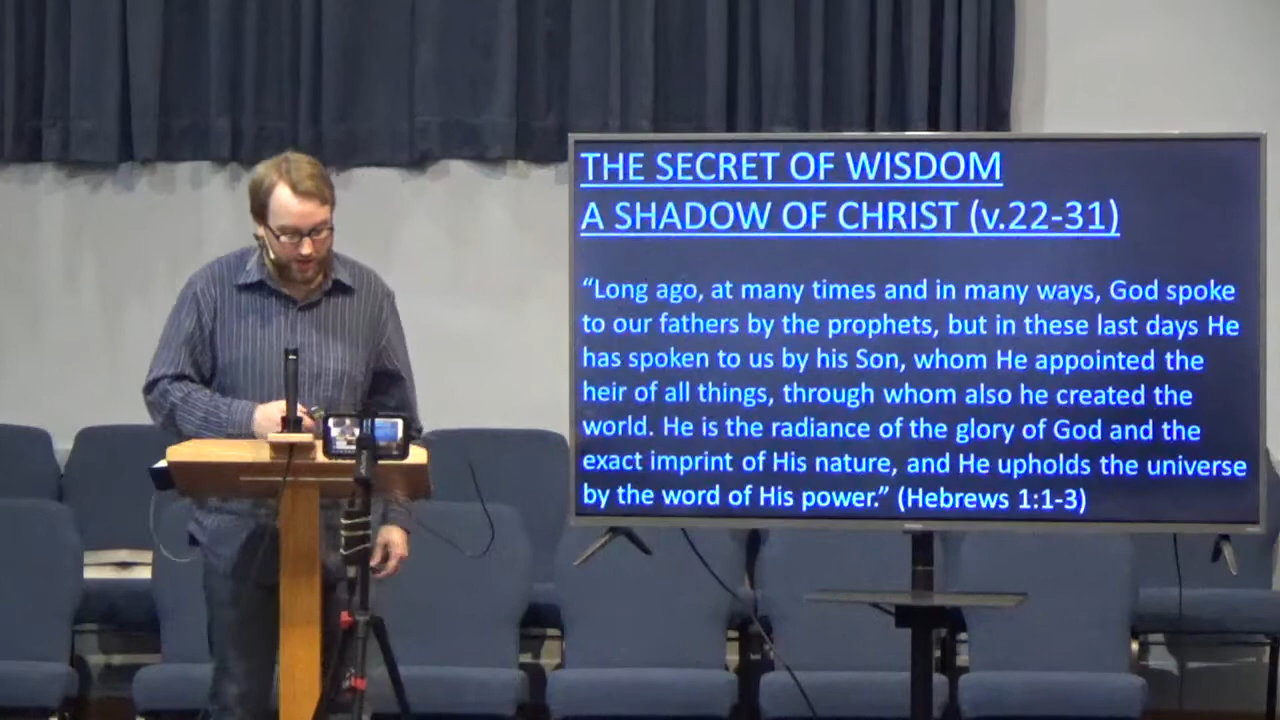 THE SECRET OF WISDOM
A SHADOW OF CHRIST (v.22-31)
“Long ago, at many times and in many ways, God spoke
to our fathers by the prophets, but in these last days He
has spoken to us by his Son, whom He appointed the
heir of all things, through whom also he created the
world. He is the radiance of the glory of God and the
exact imprint of His nature, and He upholds the universe
by the word of His power.” (Hebrews 1:1-3)